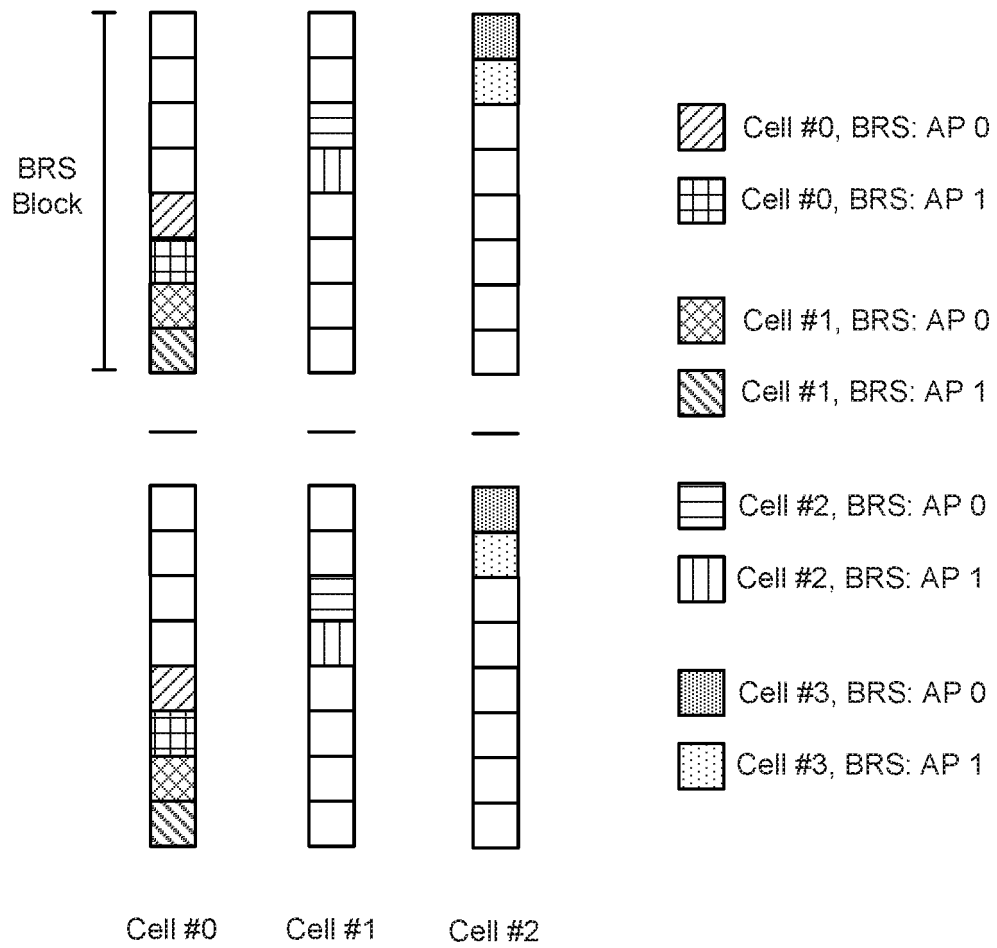 BRS
Block
Cell #0, BRS: AP 0
Cell #0, BRS: AP 1
Cell #1, BRS: AP 0
Cell #1, BRS: AP 1
Cell #2, BRS: AP 0
Cell #2, BRS: AP 1
Cell #3, BRS: AP 0
Cell #3, BRS: AP 1
Cell #0 Cell #1 Cell #2